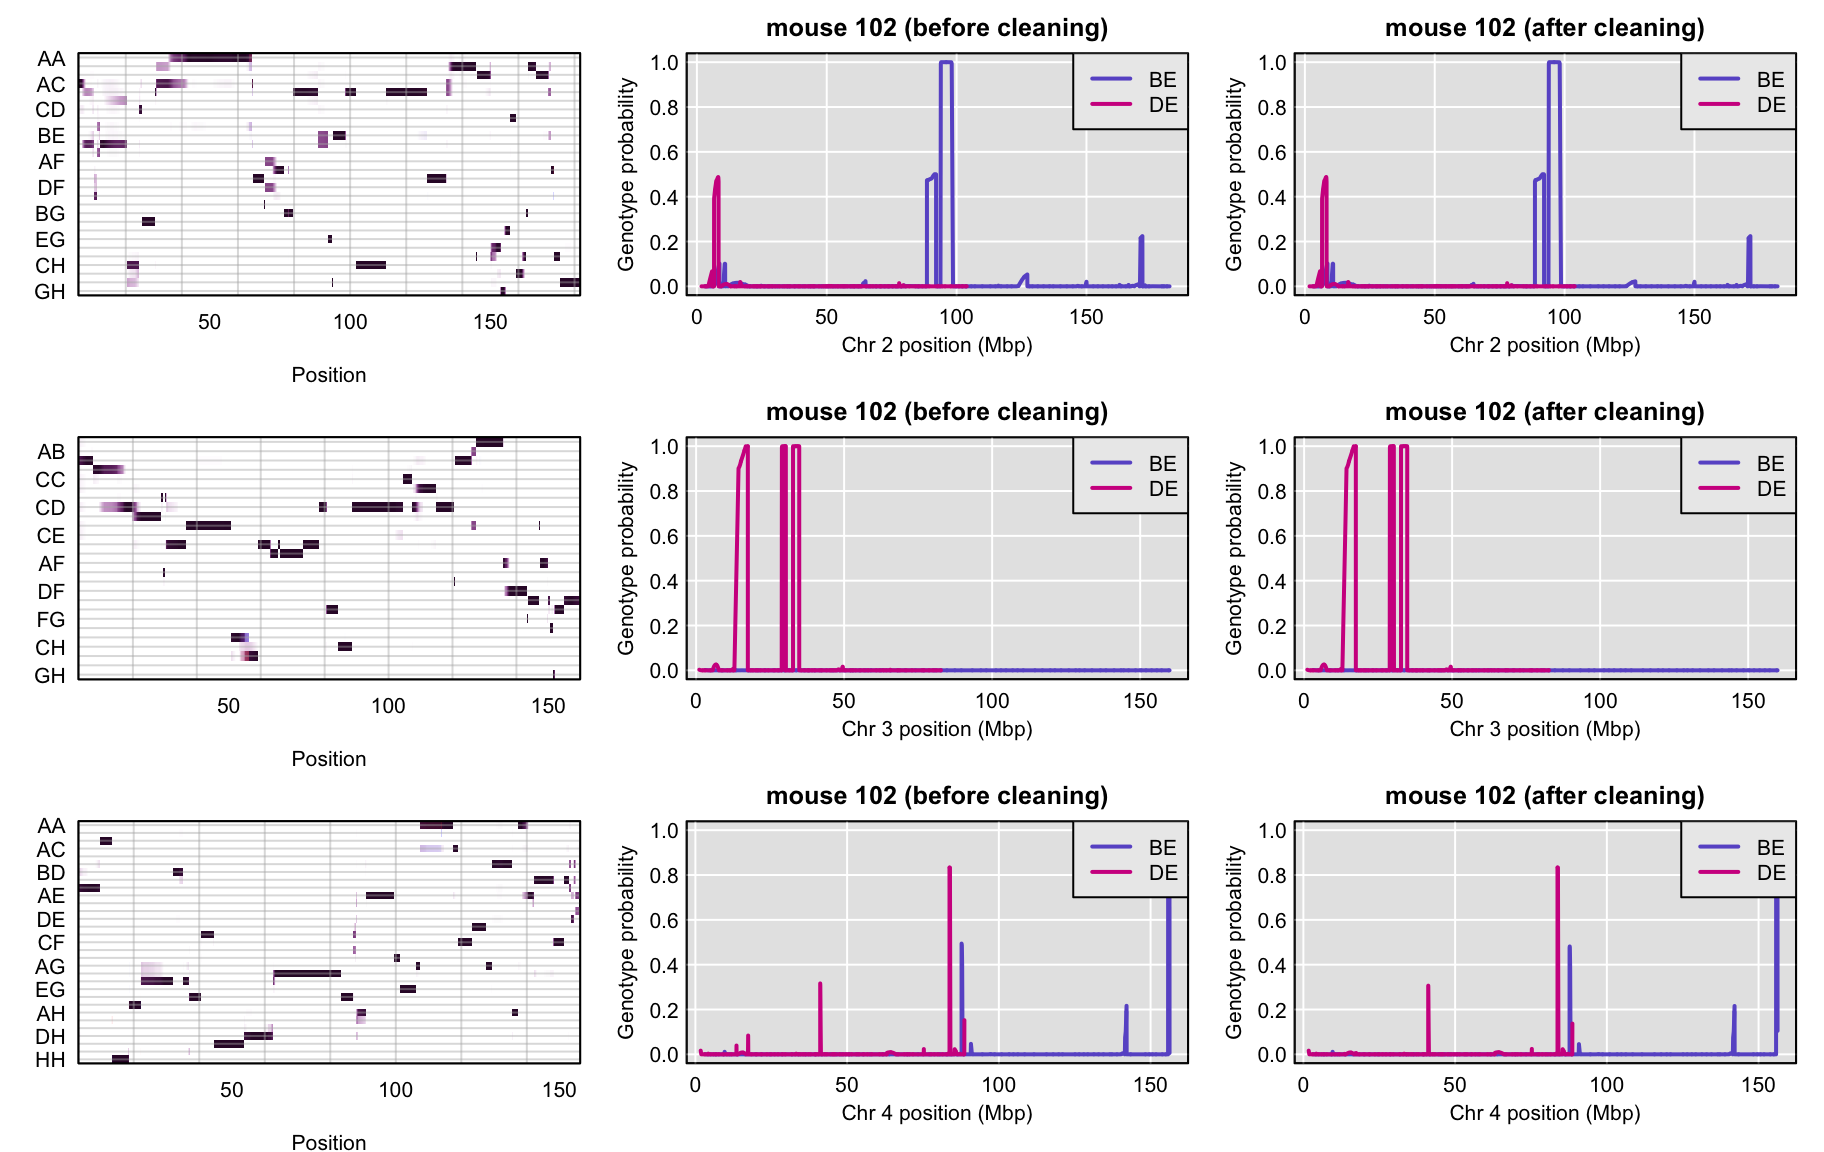 mouse 102 (before cleaning)
mouse 102 (after cleaning)
AA
AC
CD
BE
AF
DF
BG
EG
CH
GH
50
100
150
Position
Genotype probability
1.0
0.8
0.6
0.4
0.2
0.0
BE
DE
0
50
100
150
Chr 2 position (Mbp)
Genotype probability
1.0
0.8
0.6
0.4
0.2
0.0
BE
DE
0
50
100
150
Chr 2 position (Mbp)
mouse 102 (before cleaning)
mouse 102 (after cleaning)
AB
CC
CD
CE
AF
DF
FG
CH
GH
50
100
150
Position
Genotype probability
1.0
0.8
0.6
0.4
0.2
0.0
BE
DE
0
50
100
150
Chr 3 position (Mbp)
Genotype probability
1.0
0.8
0.6
0.4
0.2
0.0
BE
DE
0
50
100
150
Chr 3 position (Mbp)
mouse 102 (before cleaning)
mouse 102 (after cleaning)
AA
AC
BD
AE
DE
CF
AG
EG
AH
DH
HH
50
100
150
Position
Genotype probability
1.0
0.8
0.6
0.4
0.2
0.0
BE
DE
0
50
100
150
Chr 4 position (Mbp)
Genotype probability
1.0
0.8
0.6
0.4
0.2
0.0
BE
DE
0
50
100
150
Chr 4 position (Mbp)